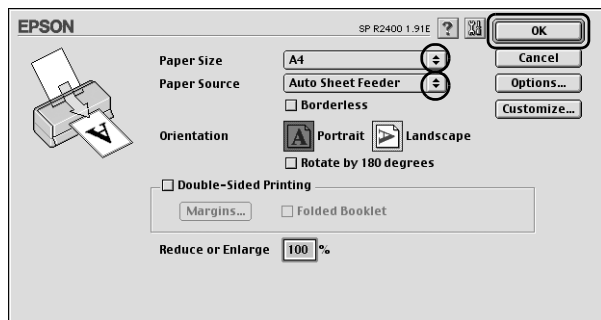 EPSON SP R2400 1.91E ? OK
Paper Size A4 Cancel
Paper Source Auto Sheet Feeder Options...
Borderless Customize...
Orientation A Portrait A Landscape
Rotate by 180 degrees
Double-Sided Printing
Margins... Folded Booklet
Reduce or Enlarge 100 %
A